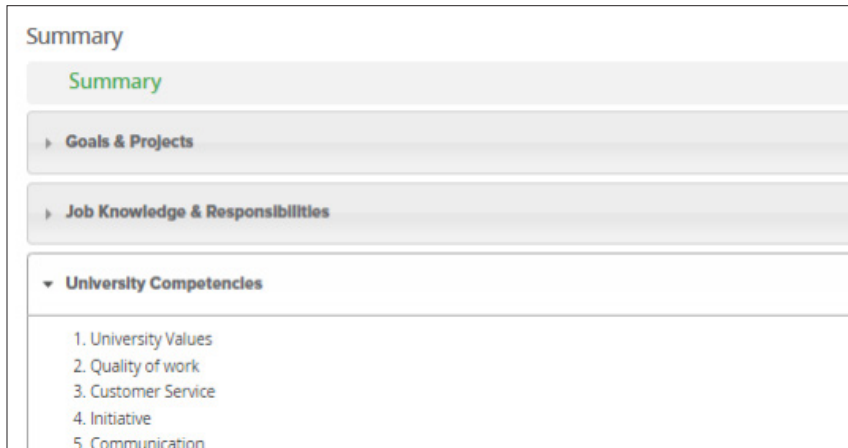 Summary
Summary
Goals & Projects
Job Knowledge & Responsibilities
University Competencies
1. University Values
2. Quality of work
3. Customer Service
4. Initiative
5. Communication